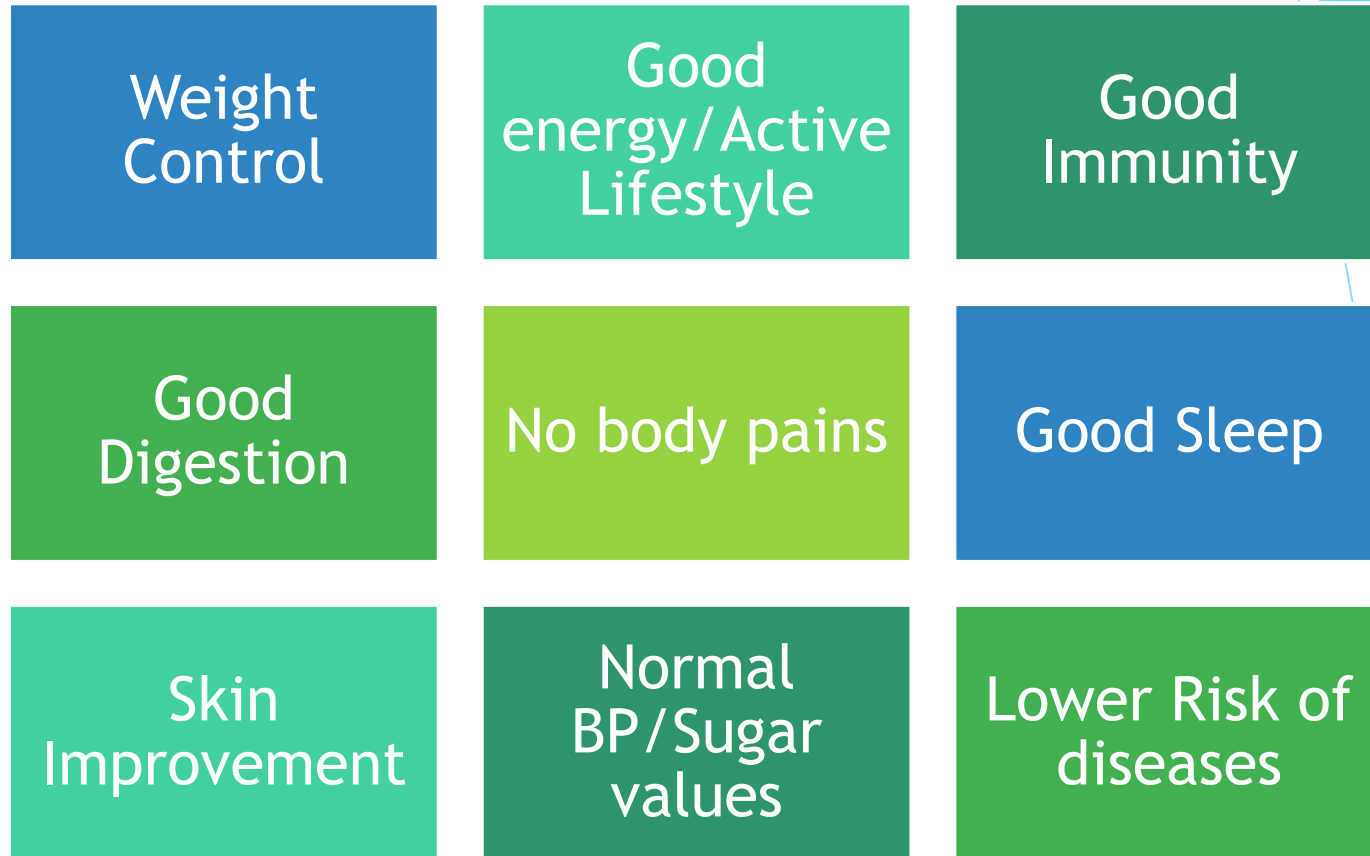 Weight
Control
Good
energy/Active
Lifestyle
Good
Immunity
Good
Digestion
No body pains
Good Sleep
Skin
Improvement
Normal
BP/Sugar
values
Lower Risk of
diseases